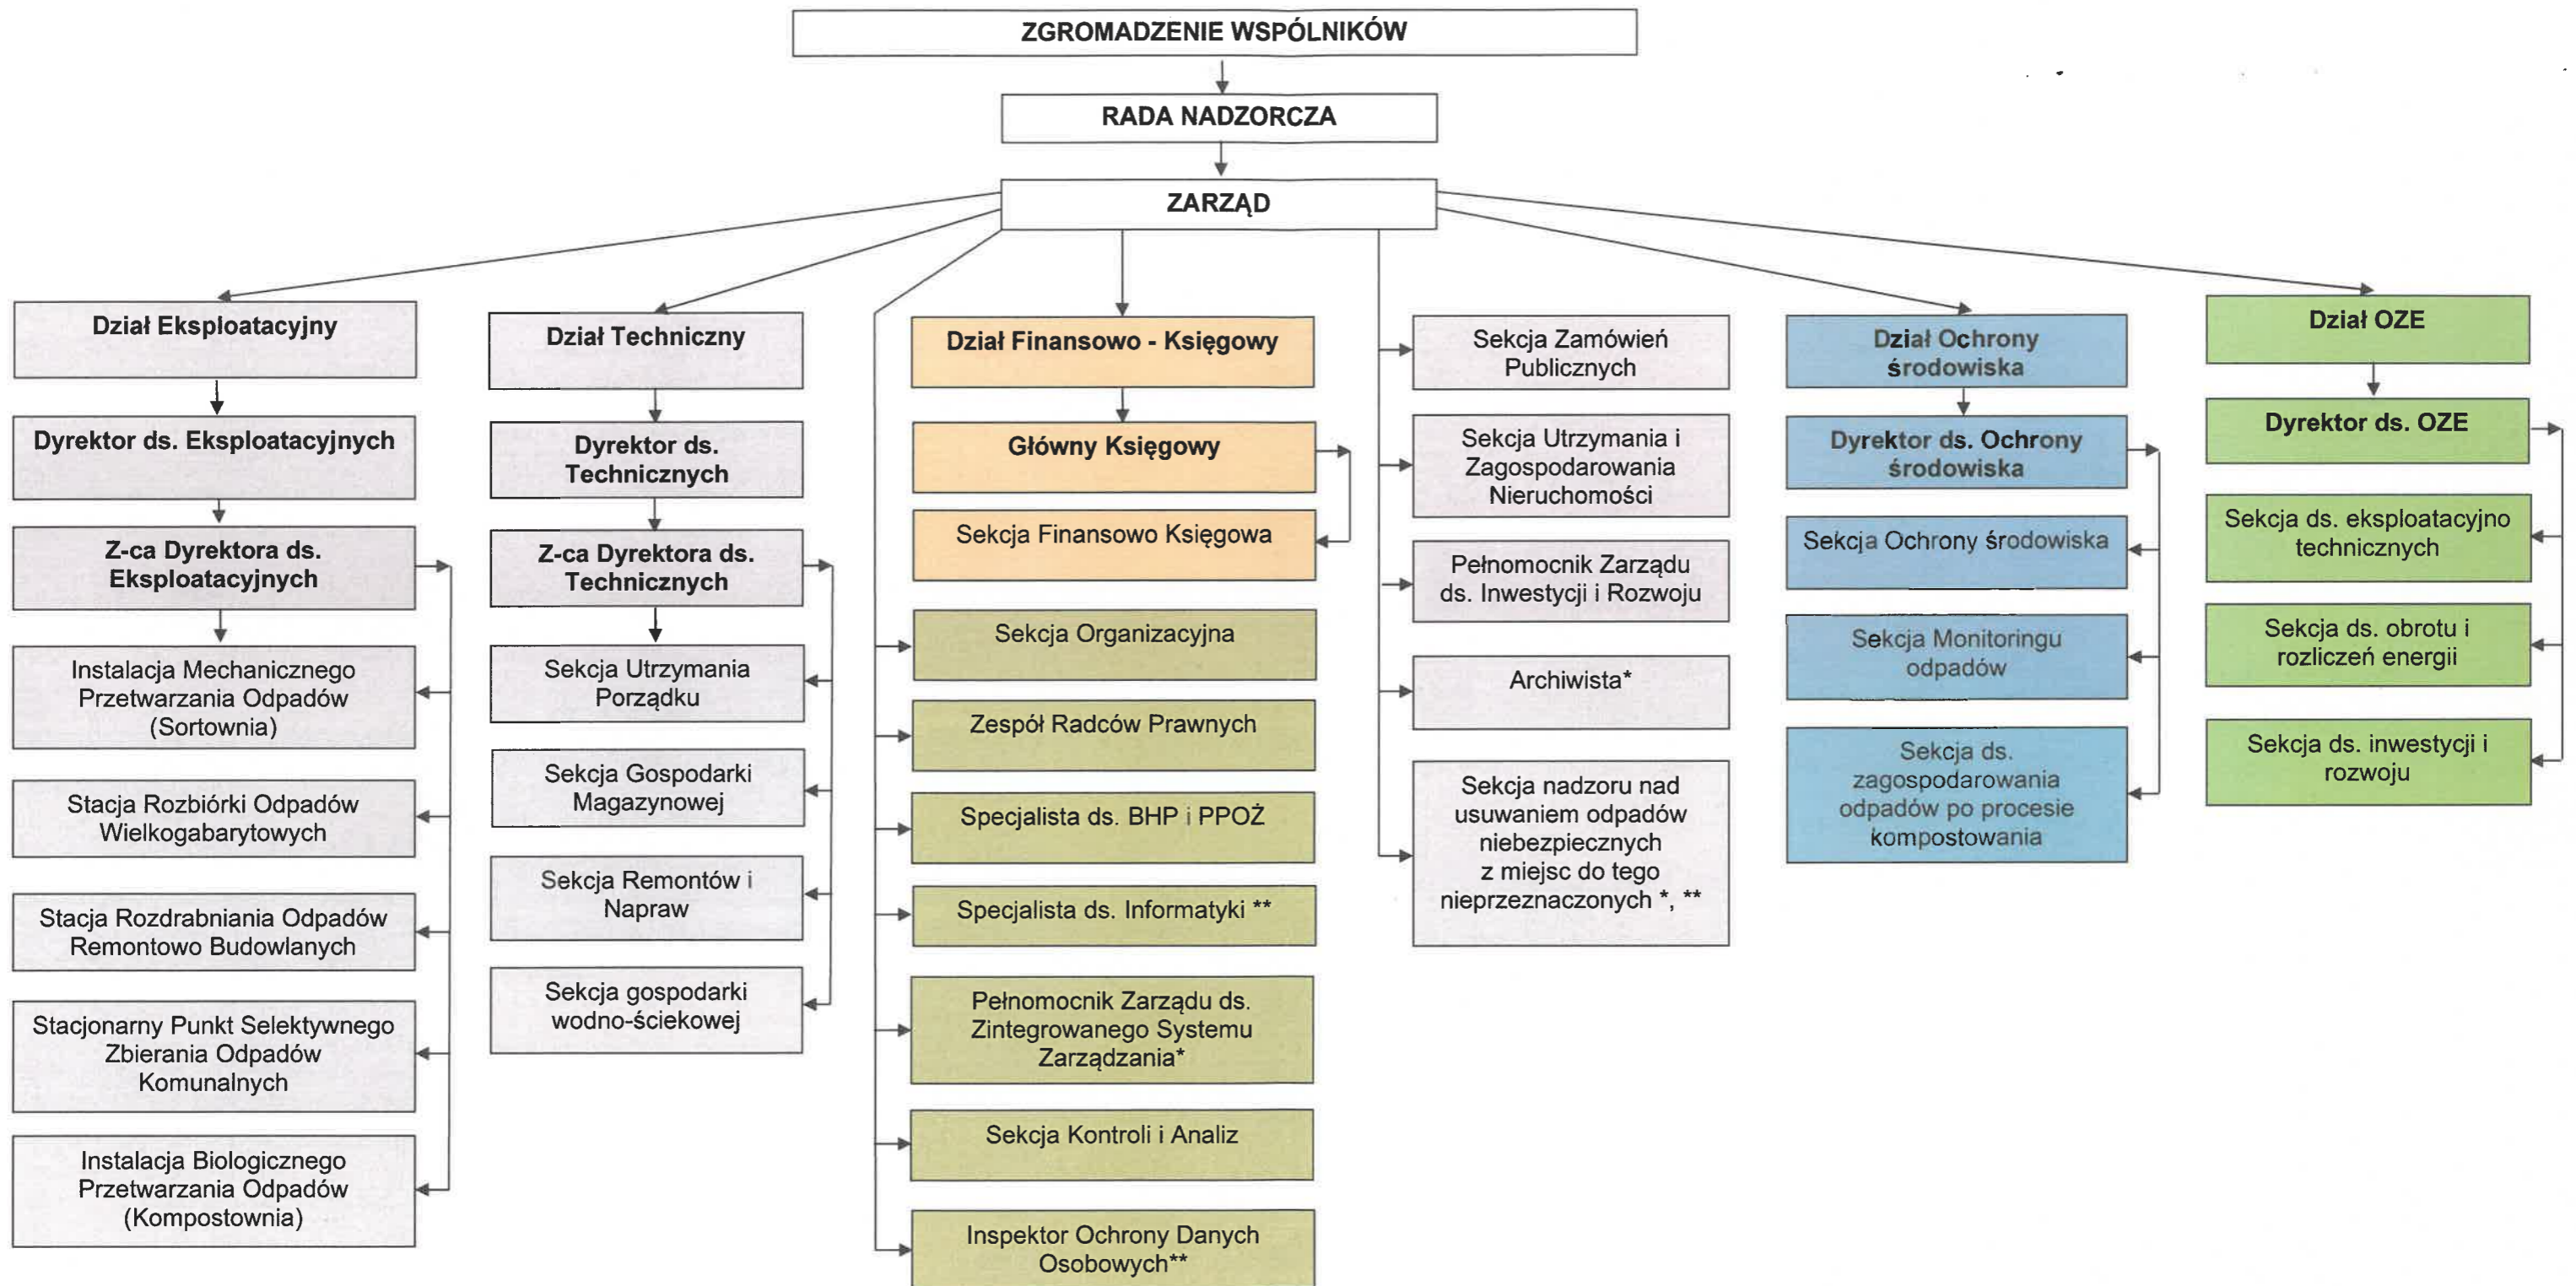 ZGROMADZENIE WSPÓLNIKÓW
RADA NADZORCZA
ZARZĄD
Dział Eksploatacyjny
Dyrektor ds. Eksploatacyjnych
Z-ca Dyrektora ds.
Eksploatacyjnych
Instalacja Mechanicznego
Przetwarzania Odpadów
(Sortownia)
Stacja Rozbiórki Odpadów
Wielkogabarytowych
Stacja Rozdrabniania Odpadów
Remontowo Budowlanych
Stacjonarny Punkt Selektywnego
Zbierania Odpadów
Komunalnych
Instalacja Biologicznego
Przetwarzania Odpadów
(Kompostownia)
Dział Techniczny
Dyrektor ds.
Technicznych
Z-ca Dyrektora ds.
Technicznych
Sekcja Utrzymania
Porządku
Sekcja Gospodarki
Magazynowej
Sekcja Remontów i
Napraw
Sekcja gospodarki
wodno-ściekowej
Dział Finansowo - Księgowy
Główny Księgowy
Sekcja Finansowo Księgowa
Sekcja Organizacyjna
Zespół Radców Prawnych
Specjalista ds. BHP i PPOŻ
Specjalista ds. Informatyki **
Pełnomocnik Zarządu ds.
Zintegrowanego Systemu
Zarządzania*
Sekcja Kontroli i Analiz
Inspektor Ochrony Danych
Osobowych**
Sekcja Zamówień
Publicznych
Sekcja Utrzymania i
Zagospodarowania
Nieruchomości
Pełnomocnik Zarządu
ds. Inwestycji i Rozwoju
Archiwista*
Sekcja nadzoru nad
usuwaniem odpadów
niebezpiecznych
z miejsc do tego
nieprzeznaczonych *, **
Dział Ochrony
środowiska
Dyrektor ds. Ochrony
środowiska
Sekcja Ochrony środowiska
Sekcja Monitoringu
odpadów
Sekcja ds.
zagospodarowania
odpadów po procesie
kompostowania
Dział OZE
Dyrektor ds. OZE
Sekcja ds. eksploatacyjno
technicznych
Sekcja ds. obrotu i
rozliczeń energii
Sekcja ds. inwestycji i
rozwoju